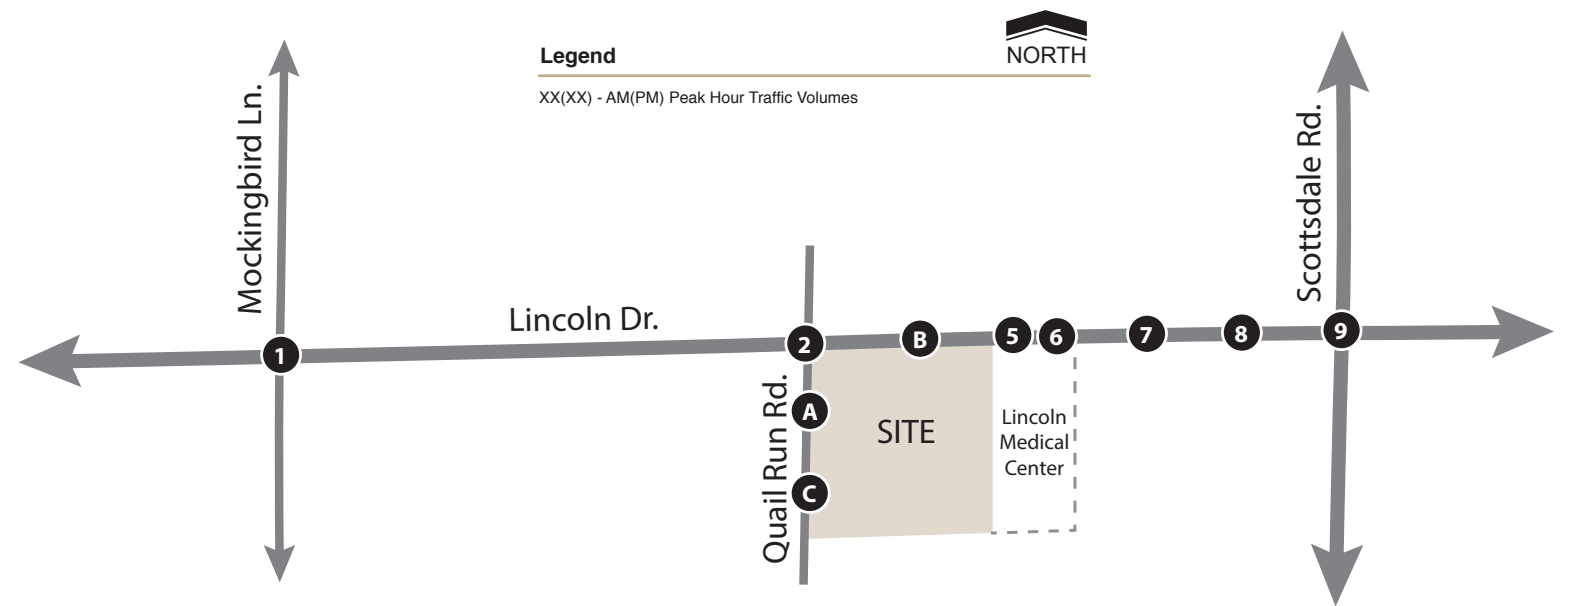 Legend
NORTH
XX(XX) - AM(PM) Peak Hour Traffic Volumes
Mockingbird Ln.
Scottsdale Rd.
Lincoln Dr.
1
2
B
5
6
7
8
9
Quail Run Rd.
A
C
SITE
Lincoln
Medical
Center